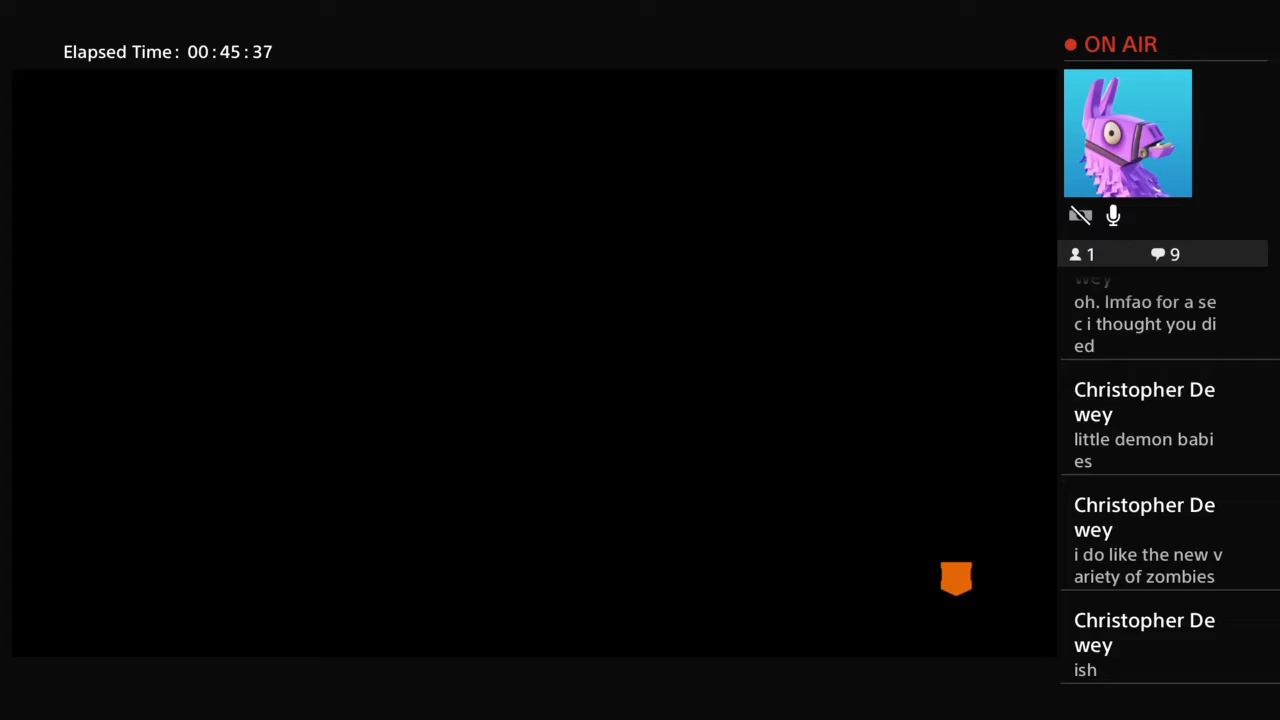 Elapsed Time: 00:45:37
ON AIR
1 9
wey
oh. lmfao for a se
c i thought you di
ed
Christopher De
wey
little demon babi
es
Christopher De
wey
i do like the new v
ariety of zombies
Christopher De
wey
ish